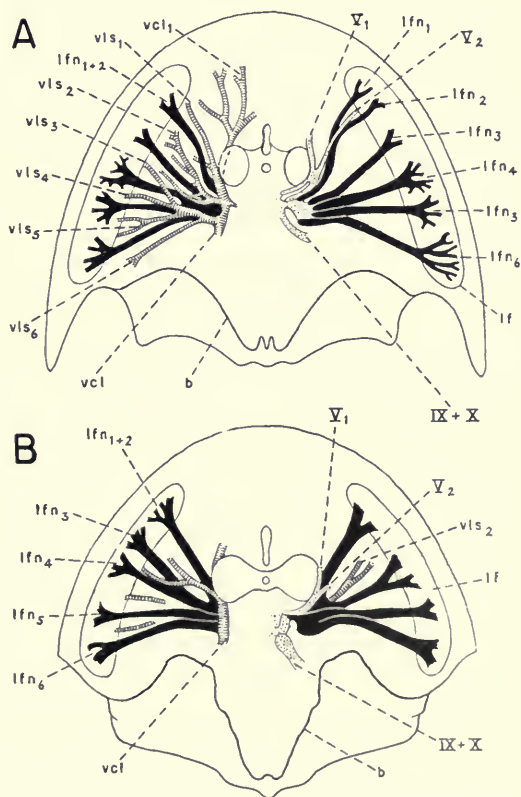 A
vcl₁
V₁
lfn₁
V₂
vls₁
lfn₁₊₂
vls₂
vls₃
vls₄
vls₅
vls₆
lfn₂
lfn₃
lfn₄
lfn₃
lfn₆
lf
vcl
b
IX + X
B
lfn₁₊₂
lfn₃
lfn₄
lfn₅
lfn₆
vcl
V₁
V₂
vls₂
lf
IX + X
b